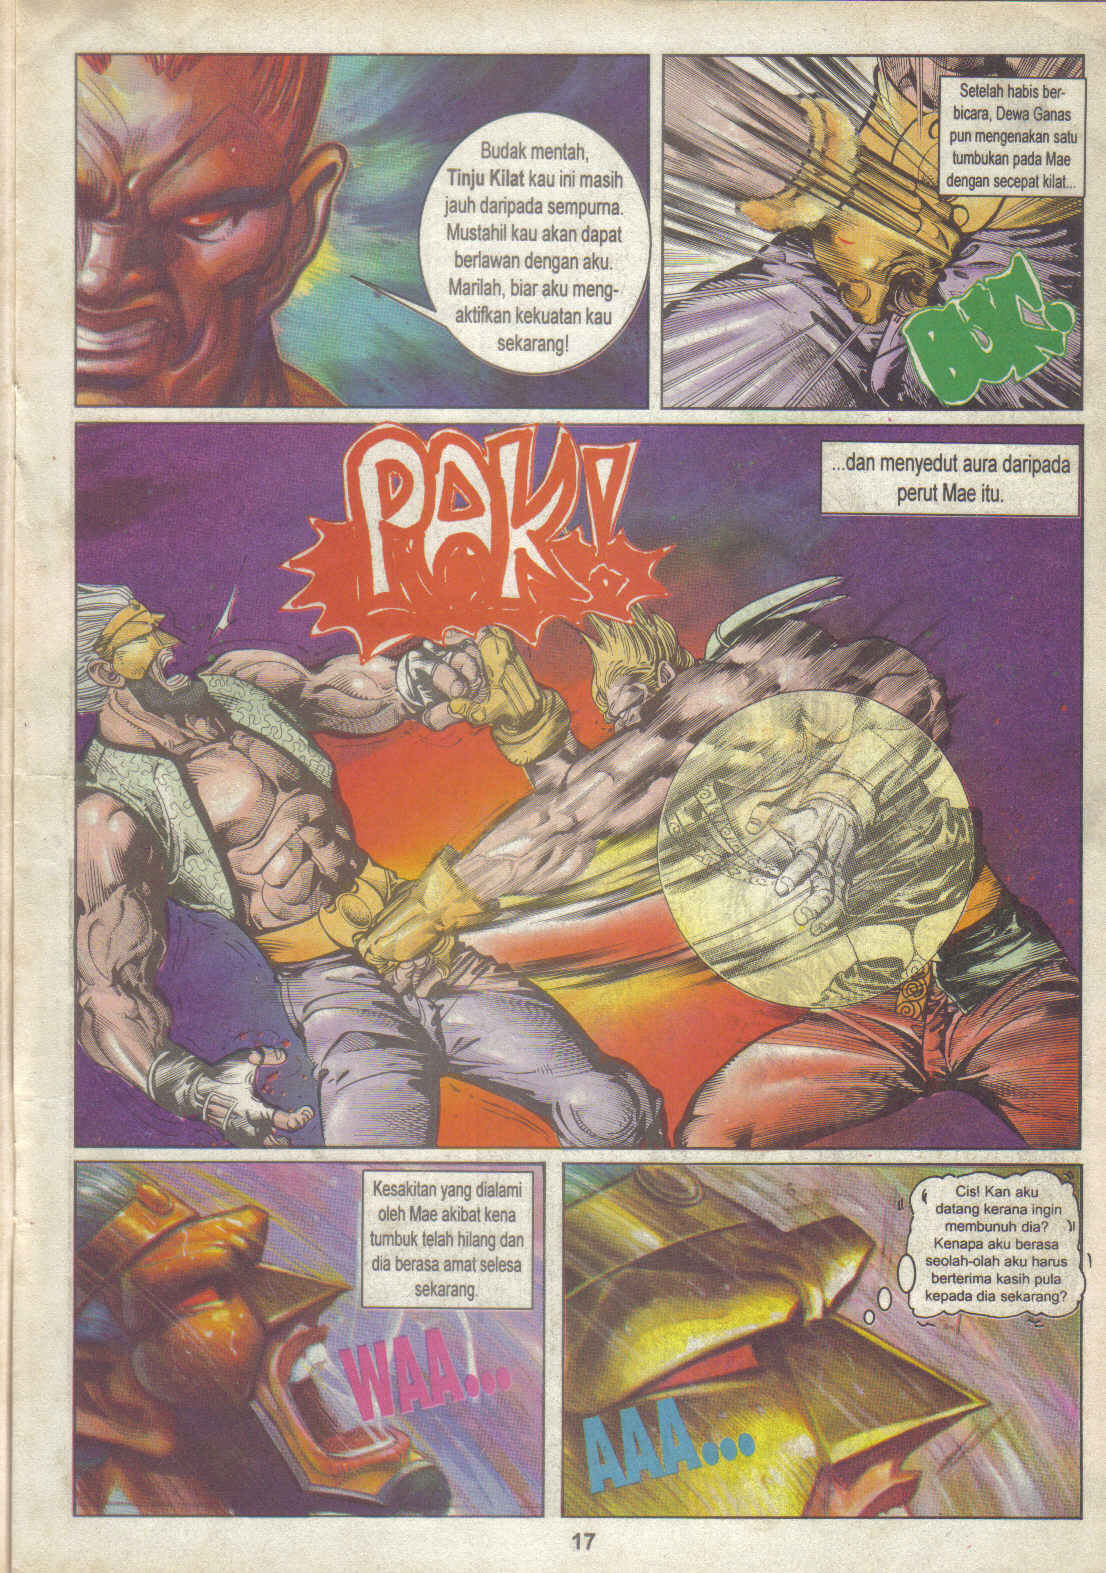 Budak mentah,
Tinju Kilat kau ini masih
jauh daripada sempurna.
Mustahil kau akan dapat
berlawan dengan aku.
Marilah, biar aku meng-
aktifkan kekuatan kau
sekarang!
Setelah habis ber-
bicara, Dewa Ganas
pun mengenakan satu
tumbukan pada Mae
dengan secepat kilat...
BUK!
...dan menyedut aura daripada
perut Mae itu.
PAK!
Kesakitan yang dialami
oleh Mae akibat kena
tumbuk telah hilang dan
dia berasa amat selesa
sekarang.
WAA...
Cis! Kan aku
datang kerana ingin
membunuh dia?
Kenapa aku berasa
seolah-olah aku harus
berterima kasih pula
kepada dia sekarang?
AAA...
17